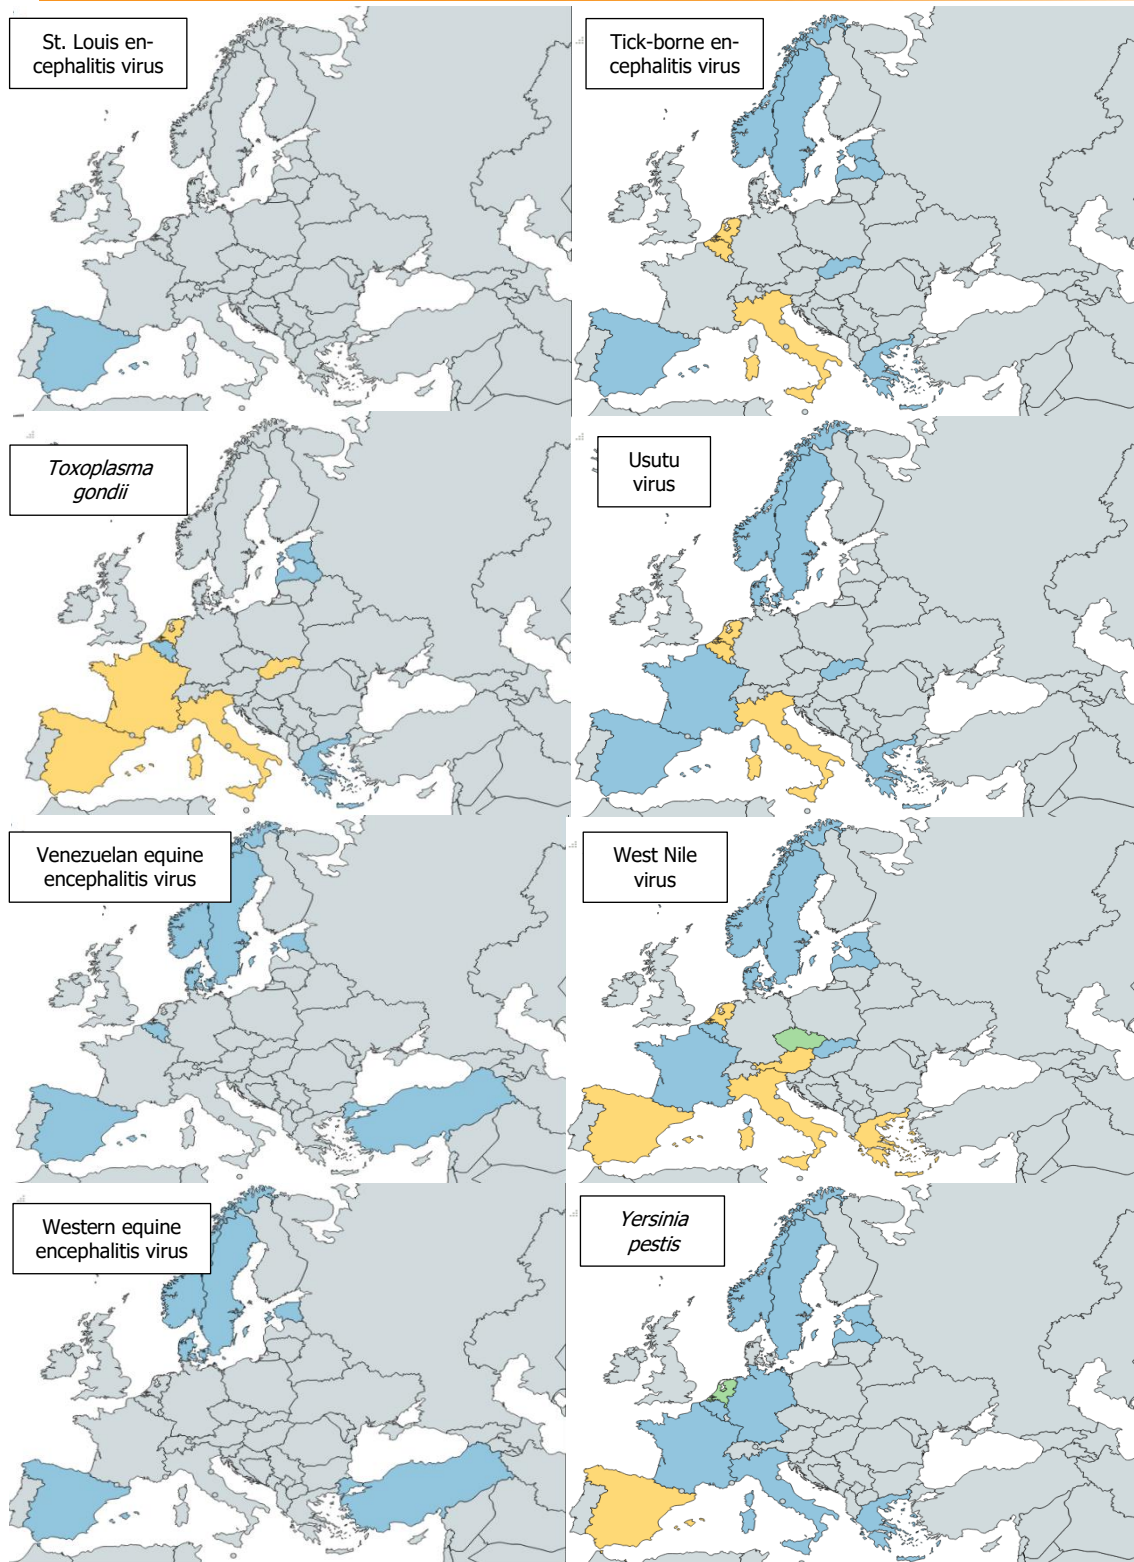 St. Louis en-
cephalitis virus
Tick-borne en-
cephalitis virus
Toxoplasma
gondii
Usutu
virus
Venezuelan equine
encephalitis virus
West Nile
virus
Western equine
encephalitis virus
Yersinia
pestis